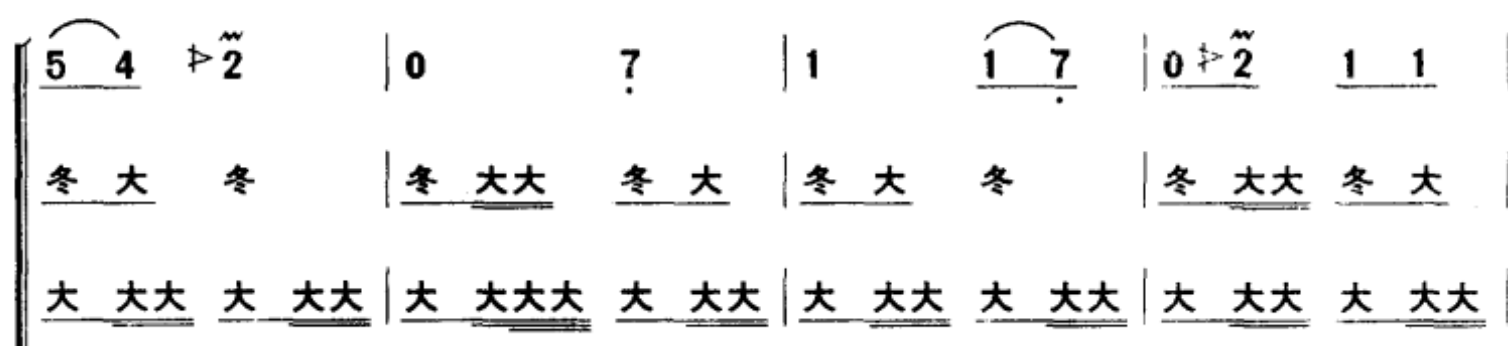 5 4 2 | 0 7 | 1 1 7 | 0 2 1 1 |
冬 大 冬 | 冬 大大 冬 大 | 冬 大 冬 | 冬 大大 冬 大 |
大 大大 大 大大 | 大 大大大 大 大大 | 大 大大 大 大大 | 大 大大 大 大大 |